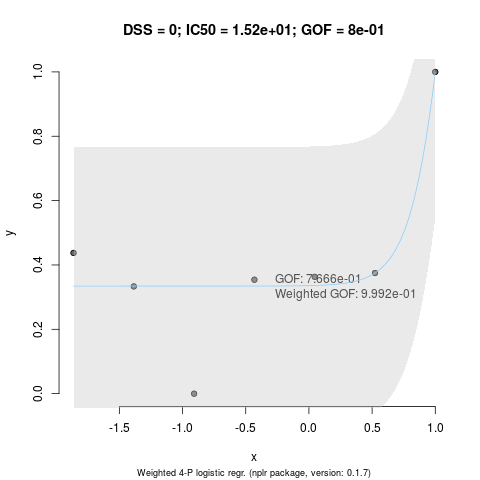 DSS = 0; IC50 = 1.52e+01; GOF = 8e-01
1.0
0.8
0.6
0.4
0.2
0.0
y
GOF: 7.666e-01
Weighted GOF: 9.992e-01
-1.5 -1.0 -0.5 0.0 0.5 1.0
x
Weighted 4-P logistic regr. (nplr package, version: 0.1.7)